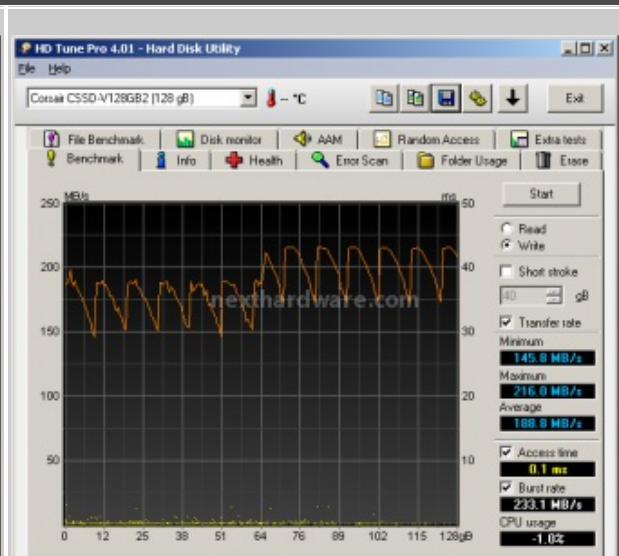 HD Tune Pro 4.01 - Hard Disk Utility
File Help
Corsair CSSD-V128GB2 (128 gB)
-- °C
Exit
File Benchmark Disk monitor AAM Random Access Extra tests
Benchmark Info Health Error Scan Folder Usage Erase
MB/s
ms
250
200
150
100
50
50
40
30
20
10
0 12 25 38 51 64 76 89 102 115 128gB
nexthardware.com
Start
Read
Write
Short stroke
40 gB
Transfer rate
Minimum
145.8 MB/s
Maximum
216.0 MB/s
Average
188.8 MB/s
Access time
0.1 ms
Burst rate
233.1 MB/s
CPU usage
-1.0%